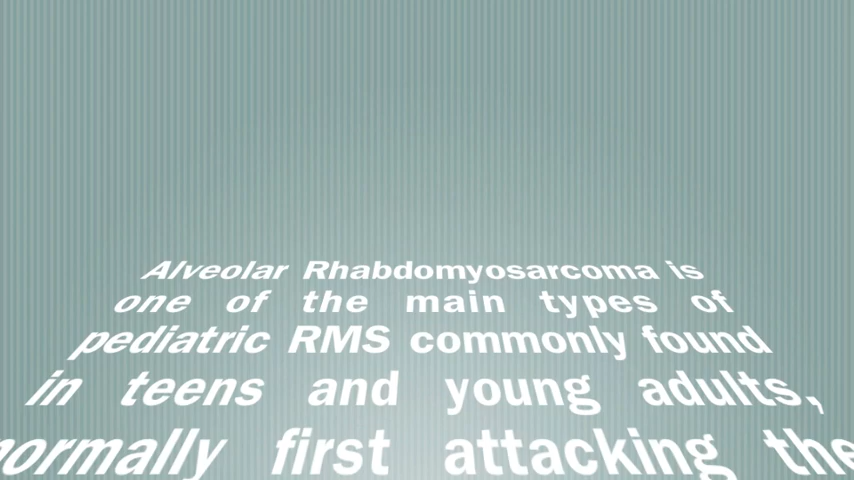 Alveolar Rhabdomyosarcoma is
one of the main types of
pediatric RMS commonly found
in teens and young adults,
normally first attacking the